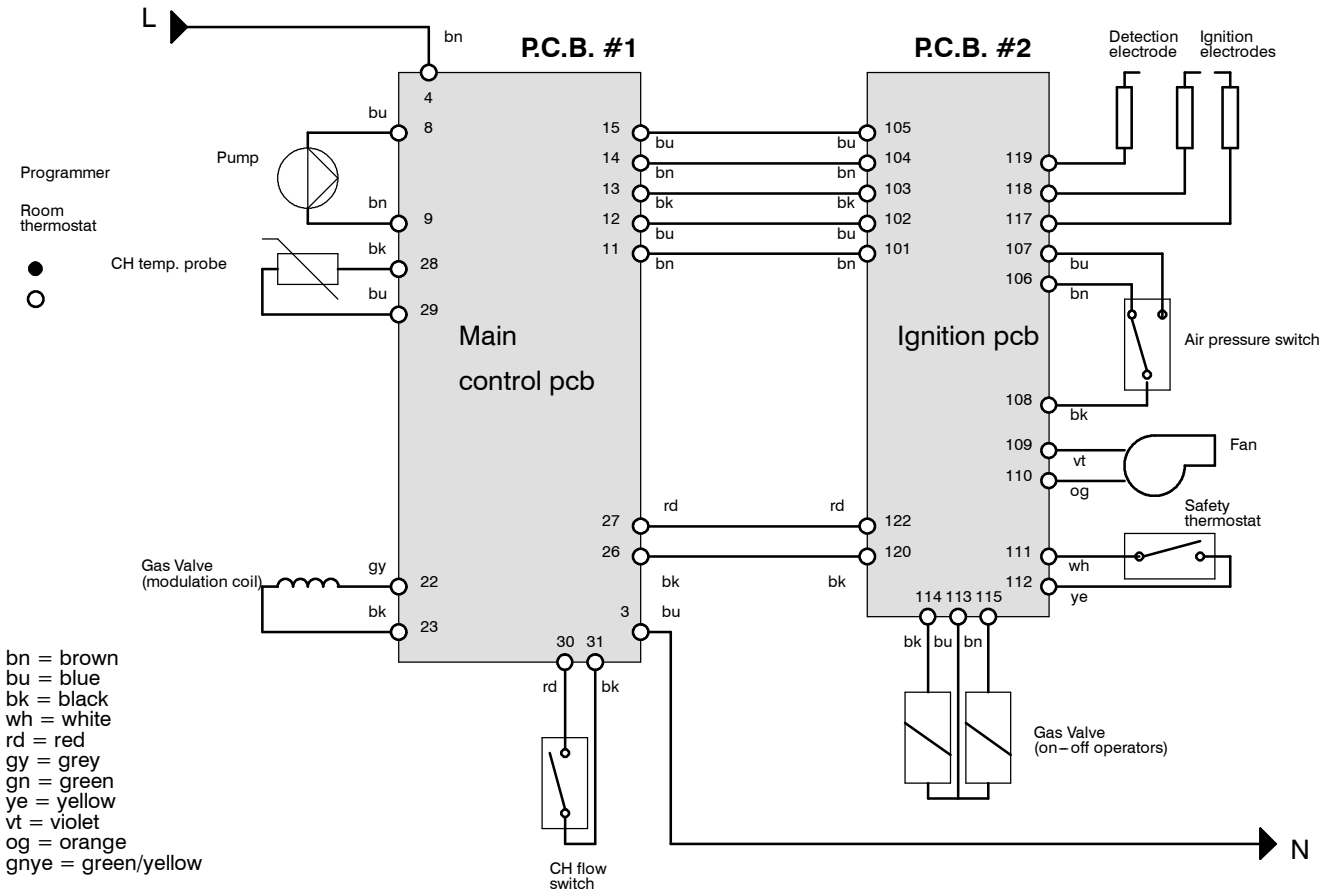 L
bn
P.C.B. #1
P.C.B. #2
Detection
electrode
Ignition
electrodes
4
bu
8
Pump
bn
9
bk
CH temp. probe
28
bu
29
Programmer
Room
thermostat
15
bu
bu
105
14
bn
bn
104
13
bk
bk
103
12
bu
bu
102
11
bn
bn
101
119
118
117
107
bu
106
bn
Air pressure switch
Main
control pcb
Ignition pcb
108
bk
109
vt
Fan
110
og
27
rd
rd
122
26
bk
bk
120
Safety
thermostat
111
wh
112
ye
Gas Valve
(modulation coil)
gy
22
bk
23
3
bu
30
31
rd
bk
114
113
115
bk
bu
bn
Gas Valve
(on-off operators)
CH flow
switch
N
bn = brown
bu = blue
bk = black
wh = white
rd = red
gy = grey
gn = green
ye = yellow
vt = violet
og = orange
gnye = green/yellow